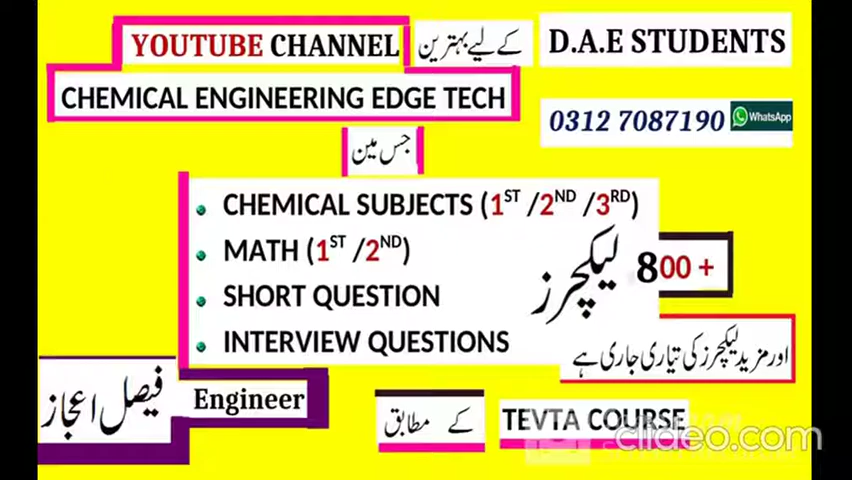 YOUTUBE CHANNEL کے لیے بہترین D.A.E STUDENTS
CHEMICAL ENGINEERING EDGE TECH
0312 7087190 WhatsApp
جس مین
CHEMICAL SUBJECTS (1ST /2ND /3RD)
MATH (1ST /2ND)
SHORT QUESTION
INTERVIEW QUESTIONS
لیکچرز 800 +
اور مزید لیکچرز کی تیاری جاری ہے
فیصل اعجاز Engineer
کے مطابق TEVTA COURSE
clideo.com